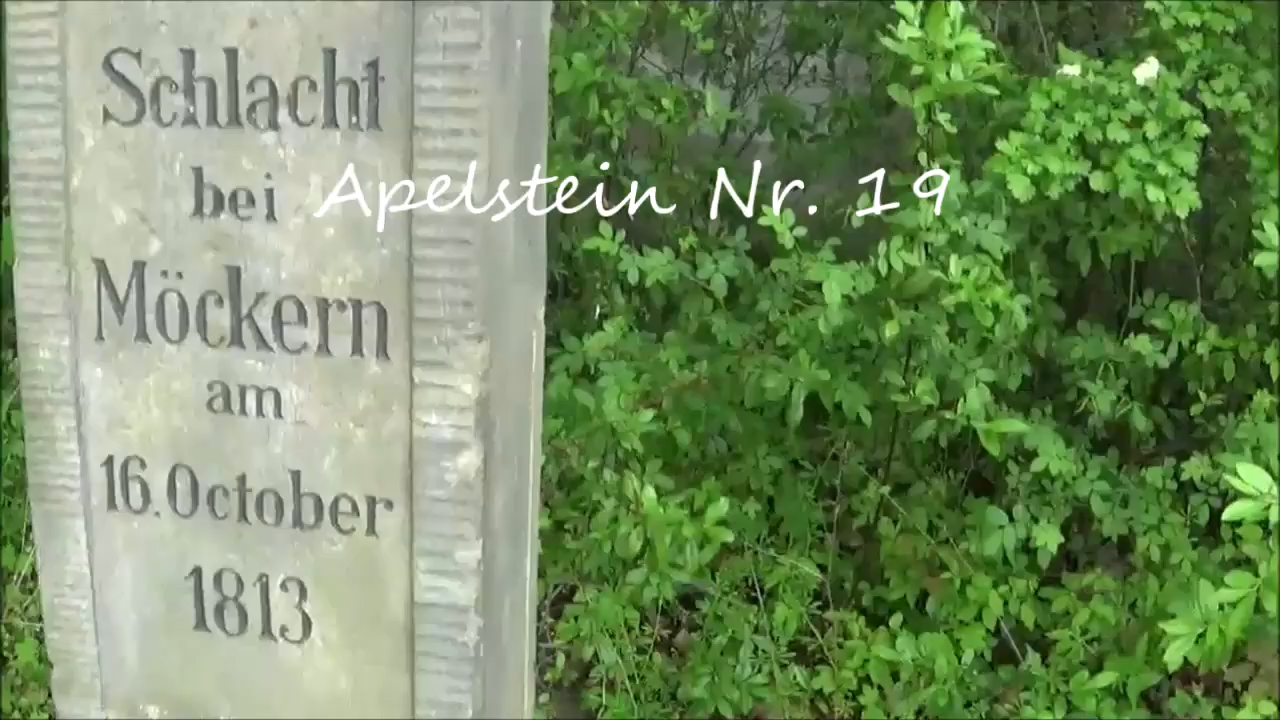 Schlacht
bei
Apelstein Nr. 19
Möckern
am
16. October
1813